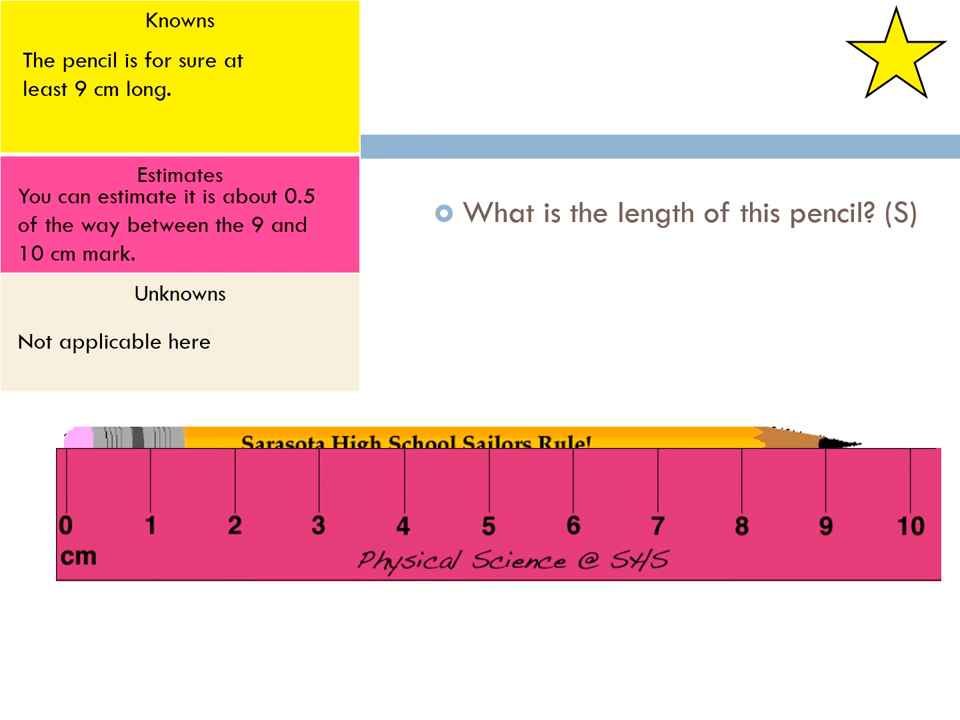 Knowns
The pencil is for sure at
least 9 cm long.
Estimates
You can estimate it is about 0.5
of the way between the 9 and
10 cm mark.
Unknowns
Not applicable here
What is the length of this pencil? (S)
Sarasota High School Sailors Rule!
0 1 2 3 4 5 6 7 8 9 10
cm
Physical Science @ SHS